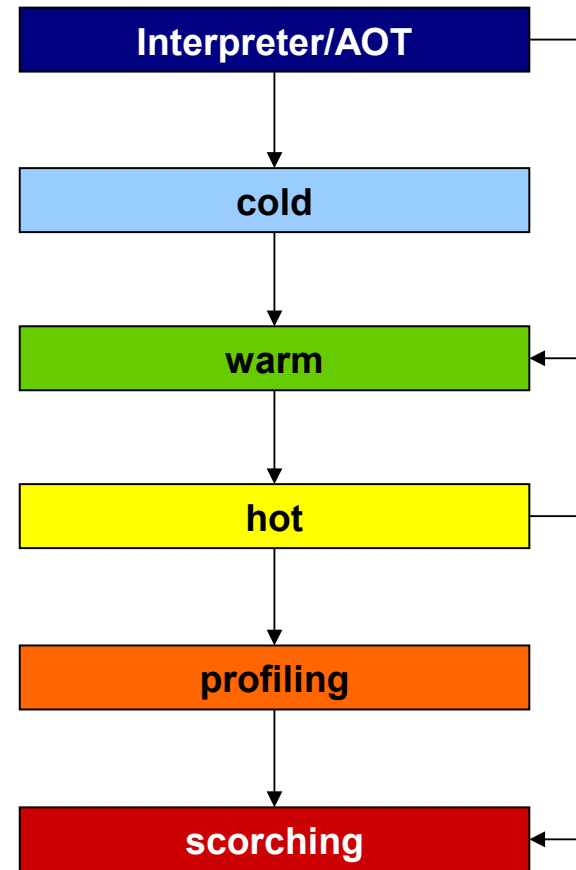 Interpreter/AOT
cold
warm
hot
profiling
scorching